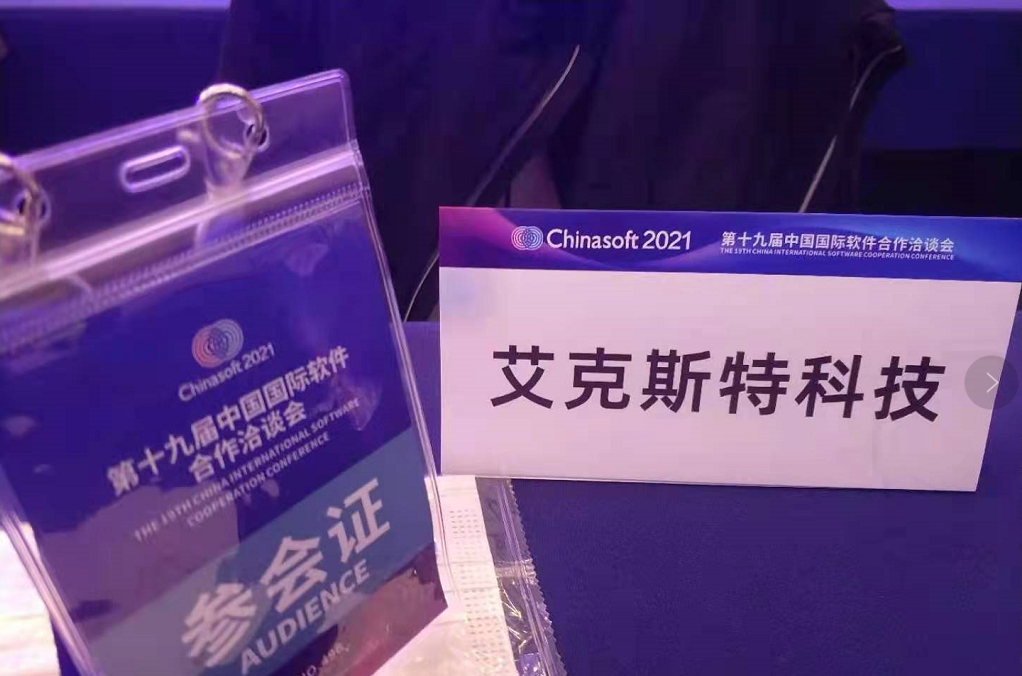 Chinasoft 2021
第十九届中国国际软件
合作洽谈会
THE 19TH CHINA INTERNATIONAL SOFTWARE
COOPERATION CONFERENCE
参会证
AUDIENCE
Chinasoft 2021
第十九届中国国际软件合作洽谈会
THE 19TH CHINA INTERNATIONAL SOFTWARE COOPERATION CONFERENCE
艾克斯特科技